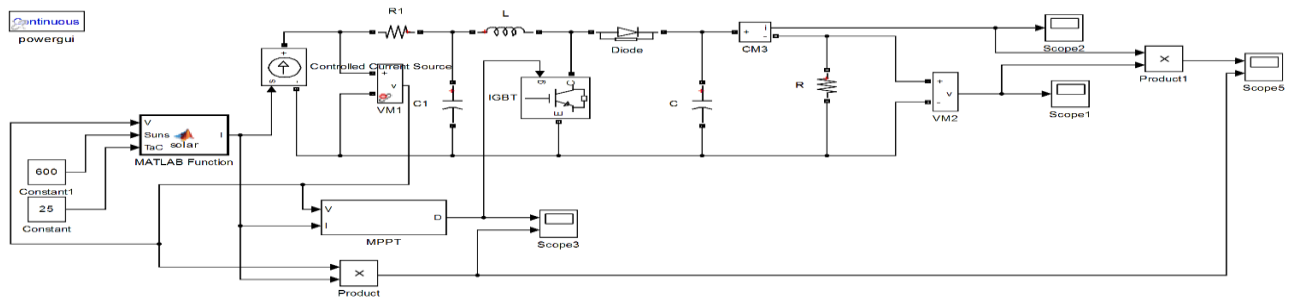 Continuous
powergui
R1
L
Diode
i
CM3
Scope2
Product1
Scope5
Controlled Current Source
s
VM1
v
C1
IGBT
g
C
E
C
R
VM2
v
Scope1
V
Suns
TaC
solar
I
MATLAB Function
600
Constant1
25
Constant
V
I
D
MPPT
Scope3
Product